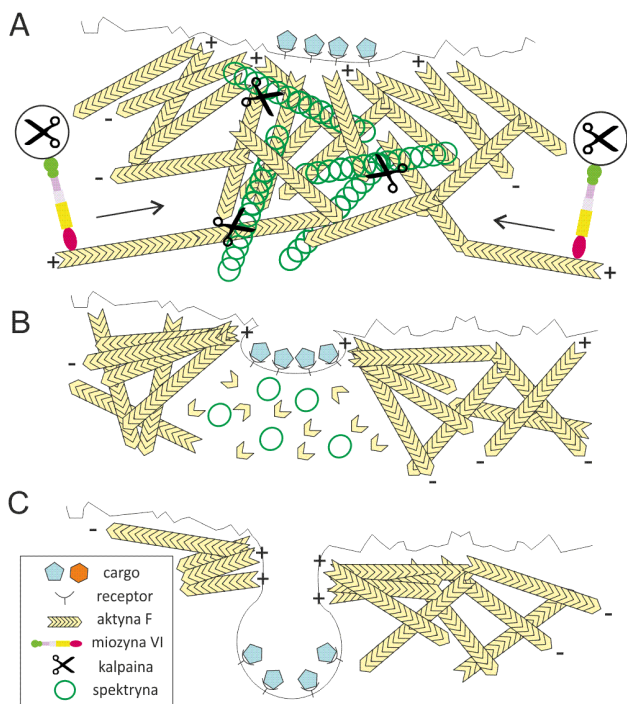 A
+
+
+
+
-
-
-
+
+
B
+
+
+
-
-
-
-
C
-
+
+
+
+
-
-
cargo
receptor
aktyna F
miozyna VI
kalpaina
spektryna